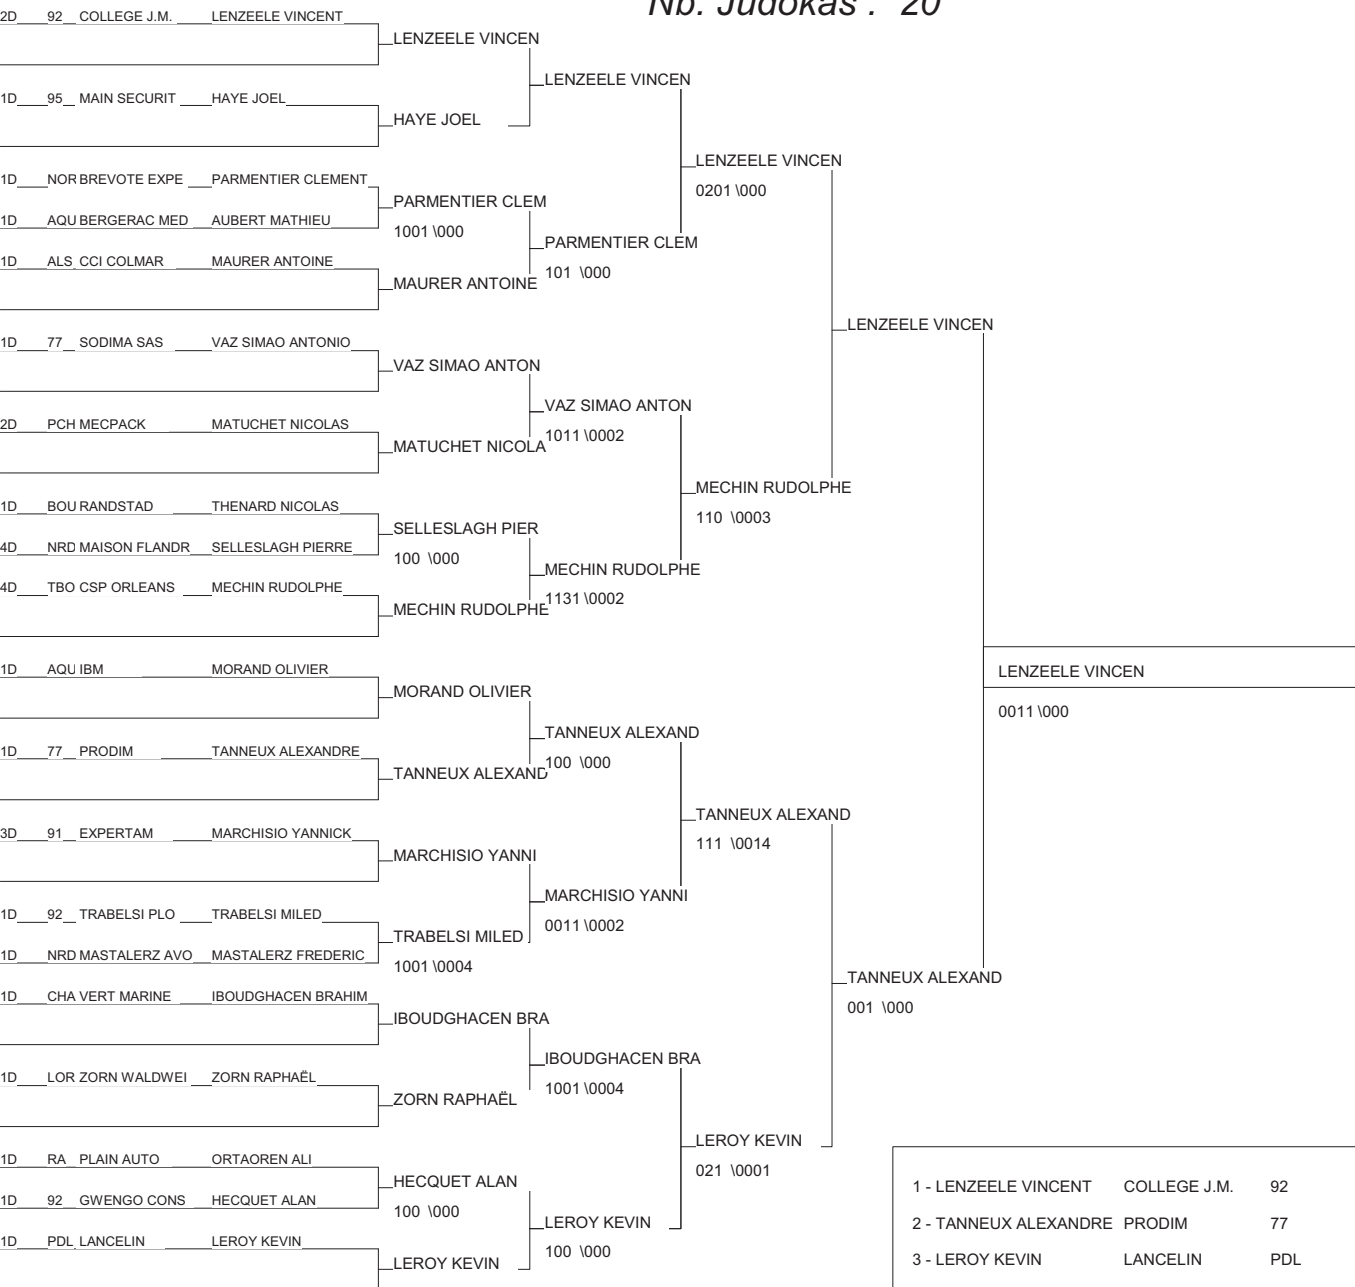 Nb. Judokas : 20
2D 92 COLLEGE J.M. LENZEELE VINCENT
LENZEELE VINCEN
LENZEELE VINCEN
1D 95 MAIN SECURIT HAYE JOEL
HAYE JOEL
LENZEELE VINCEN
0201 \000
1D NOR BREVOTE EXPE PARMENTIER CLEMENT
PARMENTIER CLEM
1001 \000
1D AQU BERGERAC MED AUBERT MATHIEU
PARMENTIER CLEM
101 \000
1D ALS CCI COLMAR MAURER ANTOINE
MAURER ANTOINE
LENZEELE VINCEN
1D 77 SODIMA SAS VAZ SIMAO ANTONIO
VAZ SIMAO ANTON
VAZ SIMAO ANTON
1011 \0002
2D PCH MECPACK MATUCHET NICOLAS
MATUCHET NICOLA
MECHIN RUDOLPHE
110 \0003
1D BOU RANDSTAD THENARD NICOLAS
SELLESLAGH PIER
100 \000
4D NRD MAISON FLANDR SELLESLAGH PIERRE
MECHIN RUDOLPHE
1131 \0002
4D TBO CSP ORLEANS MECHIN RUDOLPHE
MECHIN RUDOLPHE
LENZEELE VINCEN
0011 \000
1D AQU IBM MORAND OLIVIER
MORAND OLIVIER
TANNEUX ALEXAND
100 \000
1D 77 PRODIM TANNEUX ALEXANDRE
TANNEUX ALEXAND
TANNEUX ALEXAND
111 \0014
3D 91 EXPERTAM MARCHISIO YANNICK
MARCHISIO YANNI
MARCHISIO YANNI
0011 \0002
1D 92 TRABELSI PLO TRABELSI MILED
TRABELSI MILED
1001 \0004
1D NRD MASTALERZ AVO MASTALERZ FREDERIC
TANNEUX ALEXAND
001 \000
1D CHA VERT MARINE IBOUDGHACEN BRAHIM
IBOUDGHACEN BRA
IBOUDGHACEN BRA
1001 \0004
1D LOR ZORN WALDWEI ZORN RAPHAËL
ZORN RAPHAËL
LEROY KEVIN
021 \0001
1D RA PLAIN AUTO ORTAOREN ALI
HECQUET ALAN
100 \000
1D 92 GWENGO CONS HECQUET ALAN
LEROY KEVIN
100 \000
1D PDL LANCELIN LEROY KEVIN
LEROY KEVIN
1 - LENZEELE VINCENT COLLEGE J.M. 92
2 - TANNEUX ALEXANDRE PRODIM 77
3 - LEROY KEVIN LANCELIN PDL